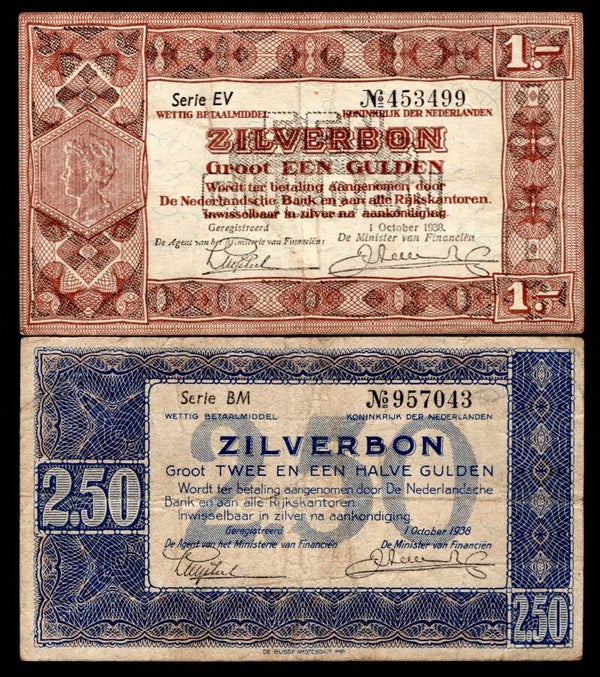 1.-
Serie EV № 453499
WETTIG BETAALMIDDEL KONINKRIJK DER NEDERLANDEN
ZILVERBON
Groot EEN GULDEN
Wordt ter betaling aangenomen door
De Nederlandsche Bank en aan alle Rijkskantoren.
Inwisselbaar in zilver na aankondiging.
Geregistreerd 1 October 1938.
De Agent van het Ministerie van Financiën: De Minister van Financiën
1.-
Serie BM № 957043
WETTIG BETAALMIDDEL KONINKRIJK DER NEDERLANDEN
250
ZILVERBON
Groot TWEE EN EEN HALVE GULDEN
Wordt ter betaling aangenomen door De Nederlandsche
Bank en aan alle Rijkskantoren.
Inwisselbaar in zilver na aankondiging
Geregistreerd 1 October 1938
De Agent van het Ministerie van Financiën De Minister van Financiën
2.50
2.50